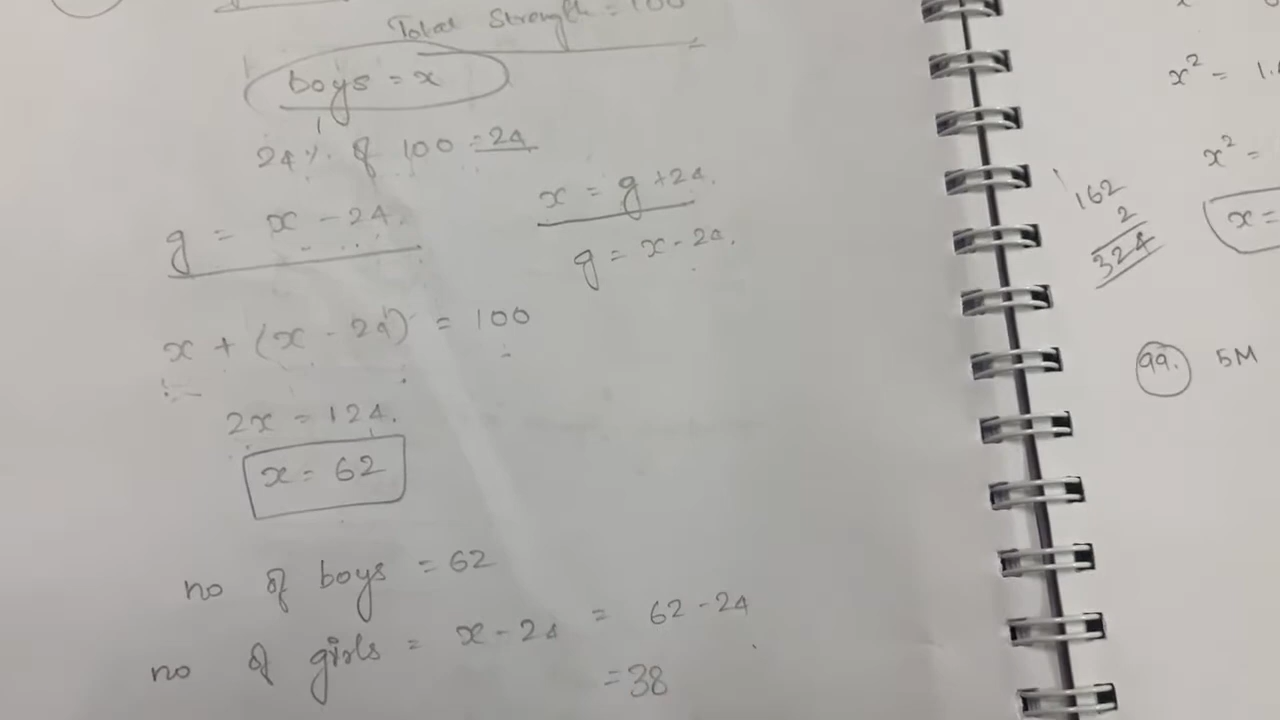 Total Strength = 100
boys = x
24% of 100 = 24
x = g + 24.
g = x - 24.
g = x - 24.
x + (x - 24) = 100
2x = 124.
x = 62
no of boys = 62
no of girls = x - 24 = 62 - 24
= 38
x² = 1.
x² =
162
2
324
x =
99. 5M